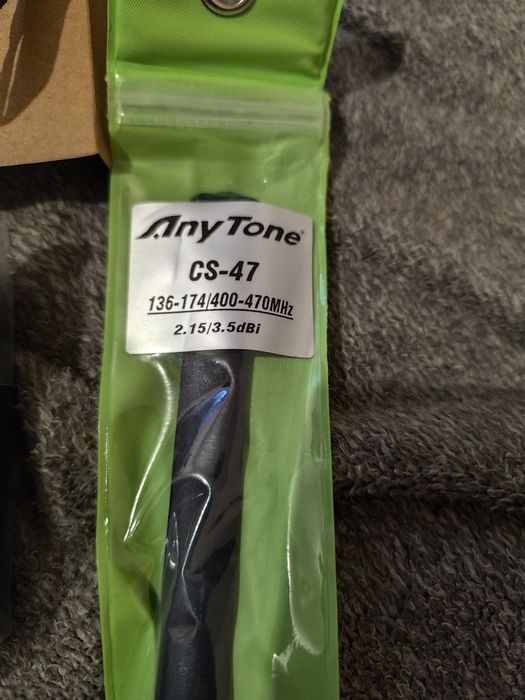 AnyTone®
CS-47
136-174/400-470MHz
2.15/3.5dBi